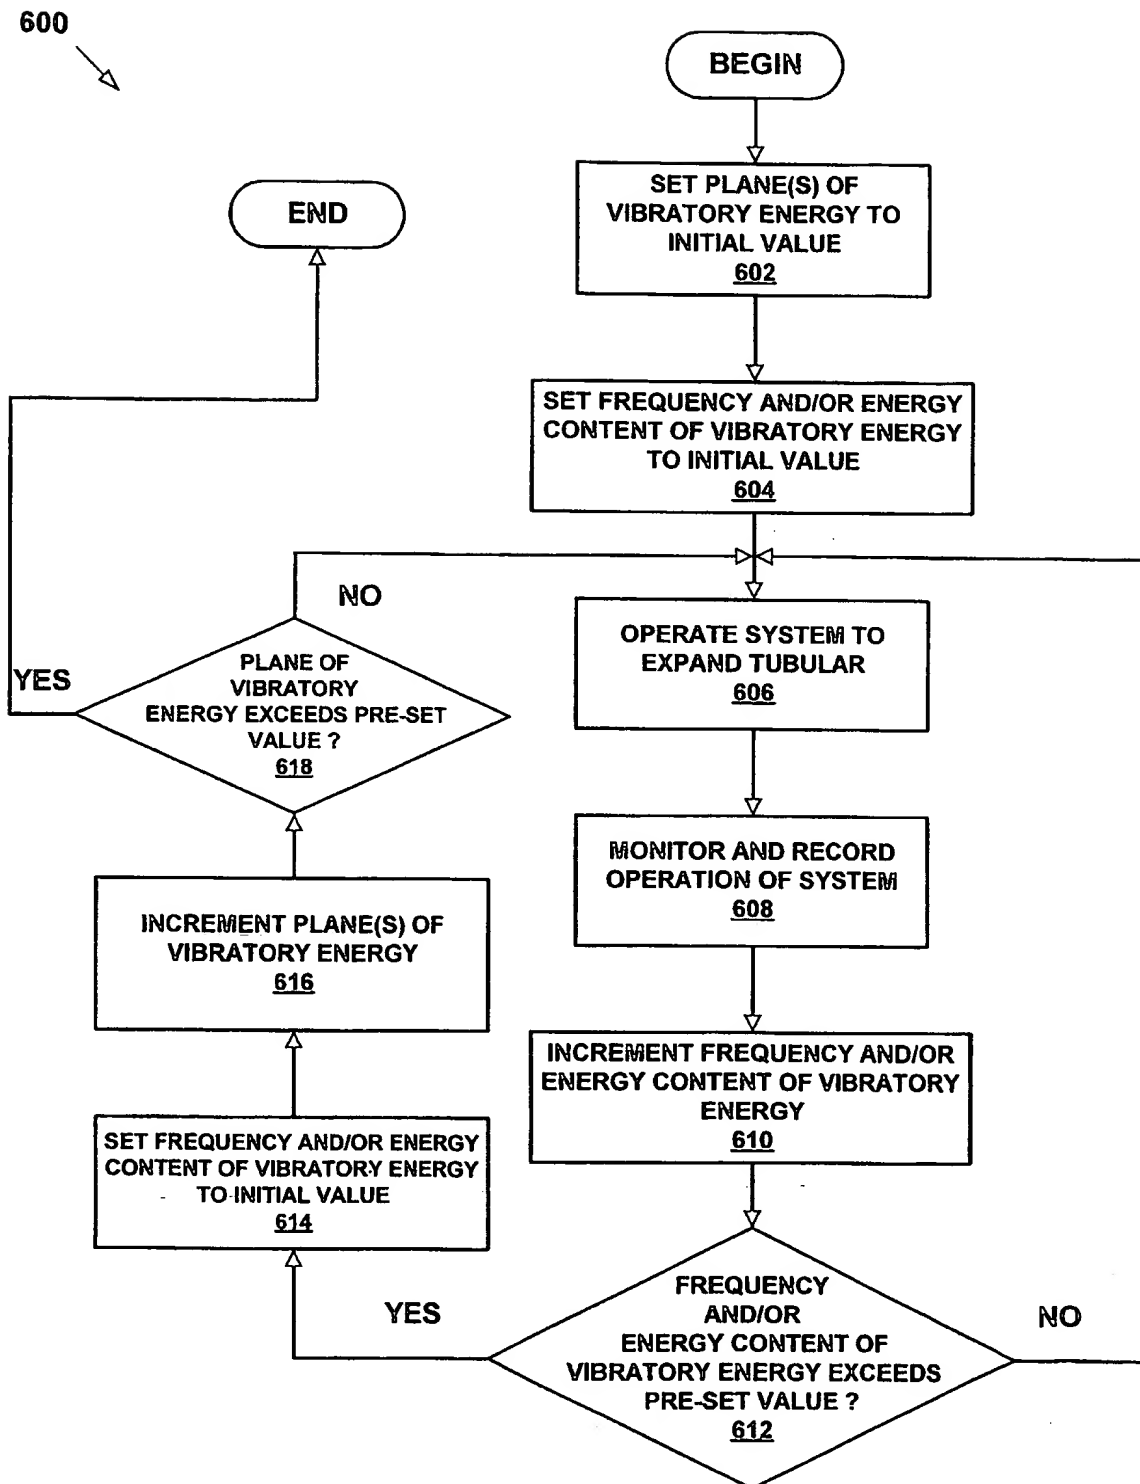 600
BEGIN
SET PLANE(S) OF
VIBRATORY ENERGY TO
INITIAL VALUE
602
END
SET FREQUENCY AND/OR ENERGY
CONTENT OF VIBRATORY ENERGY
TO INITIAL VALUE
604
NO
OPERATE SYSTEM TO
EXPAND TUBULAR
606
YES
PLANE OF
VIBRATORY
ENERGY EXCEEDS PRE-SET
VALUE ?
618
MONITOR AND RECORD
OPERATION OF SYSTEM
608
INCREMENT PLANE(S) OF
VIBRATORY ENERGY
616
INCREMENT FREQUENCY AND/OR
ENERGY CONTENT OF VIBRATORY
ENERGY
610
SET FREQUENCY AND/OR ENERGY
CONTENT OF VIBRATORY ENERGY
TO INITIAL VALUE
614
YES
FREQUENCY
AND/OR
ENERGY CONTENT OF
VIBRATORY ENERGY EXCEEDS
PRE-SET VALUE ?
612
NO